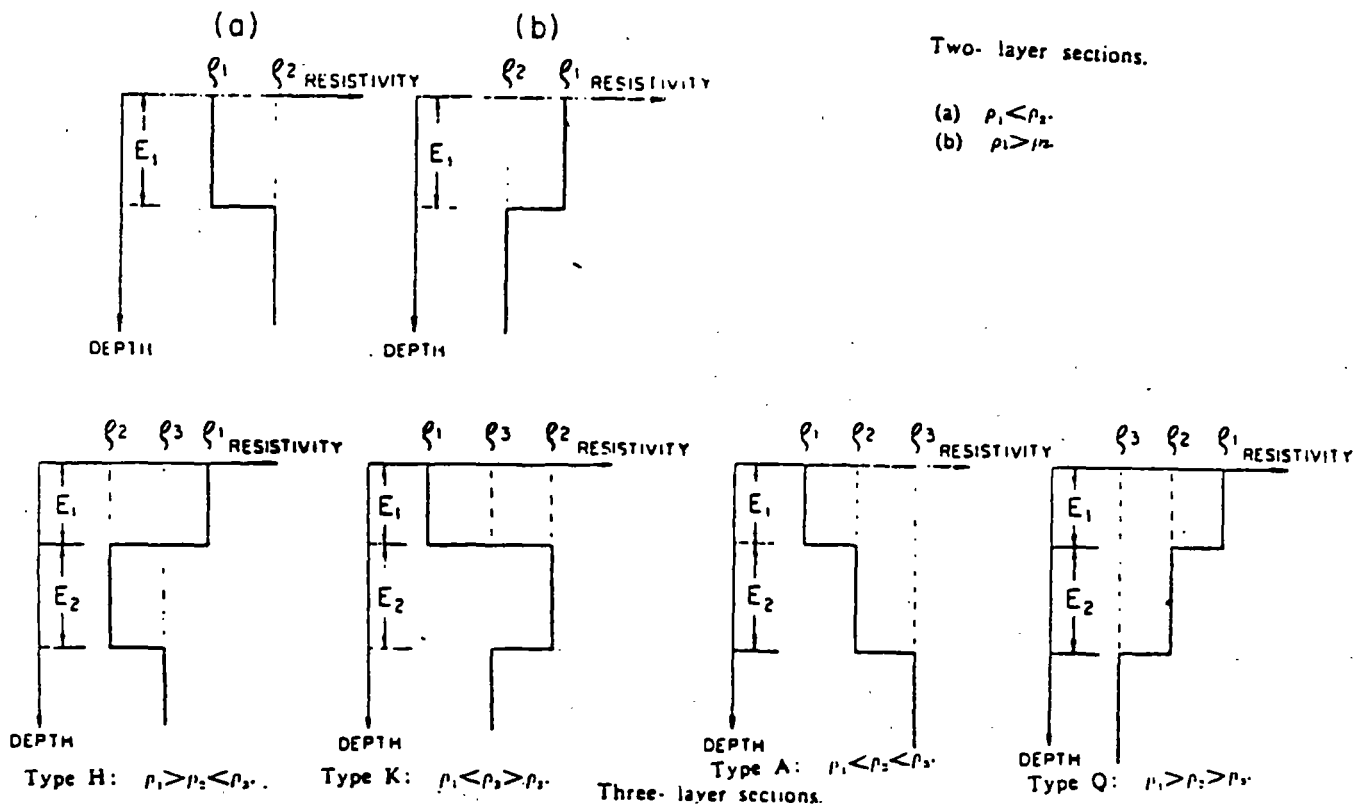 (a) (b)
Two- layer sections.
ρ1 ρ2 RESISTIVITY ρ2 ρ1 RESISTIVITY
(a) ρ₁<ρ₂.
(b) ρ₁>
E₁ E₁
DEPTH DEPTH
ρ2 ρ3 ρ1 RESISTIVITY ρ1 ρ3 ρ2 RESISTIVITY ρ1 ρ2 ρ3 RESISTIVITY ρ3 ρ2 ρ1 RESISTIVITY
E₁ E₁ E₁ E₁
E₂ E₂ E₂ E₂
DEPTH DEPTH DEPTH DEPTH
Type H: ρ₁>ρ₂<ρ₃. Type K: ρ₁<ρ₃>ρ₃. Type A: ρ₁<ρ₂<ρ₃. Type Q: ρ₁>ρ₂>ρ₃.
Three- layer sections.